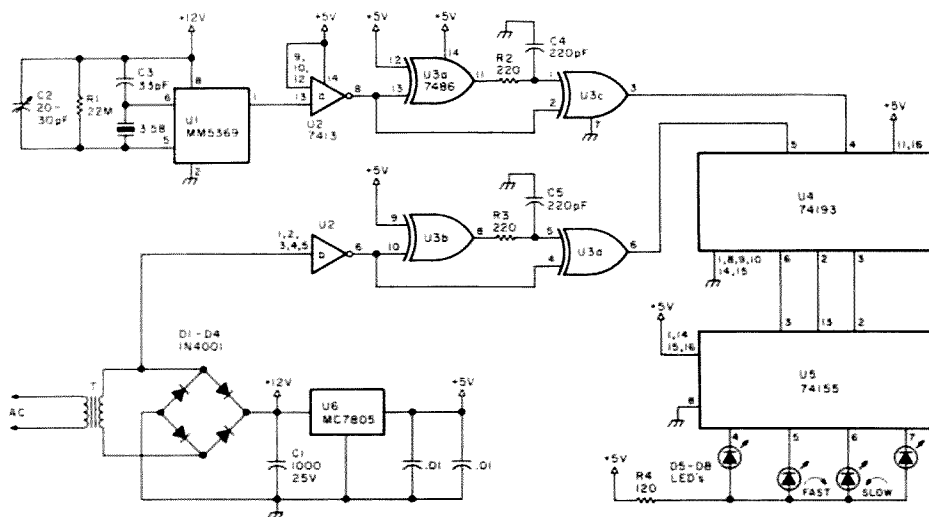 +12V
+5V
+5V
+5V
C4
220pF
9,
10,
12
14
12
14
R2
220
U3a
7486
11
1
C3
33pF
8
13
8
13
U3c
3
C2
20-
30pF
R1
22M
6
U1
MM5369
1
a
2
3.58
5
U2
7413
7
+5V
2
5
4
11,16
+5V
C5
220pF
U4
74193
U2
9
R3
220
1,2,
3,4,5
6
10
U3b
8
5
U3d
6
b
4
1,8,9,10
14,15
6
2
3
+5V
D1-D4
1N4001
1,14
15,16
3
13
2
+12V
+5V
U5
74155
T
U6
MC7805
AC
8
4
5
6
7
C1
1000
25V
.01
.01
+5V
R4
120
D5-D8
LED's
FAST
SLOW